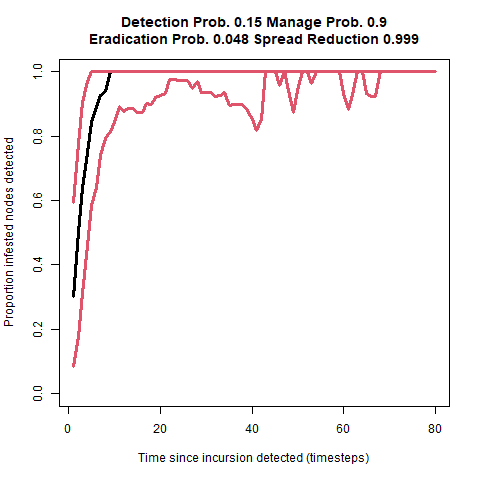 Detection Prob. 0.15 Manage Prob. 0.9
Eradication Prob. 0.048 Spread Reduction 0.999
Proportion infested nodes detected
1.0
0.8
0.6
0.4
0.2
0.0
0 20 40 60 80
Time since incursion detected (timesteps)